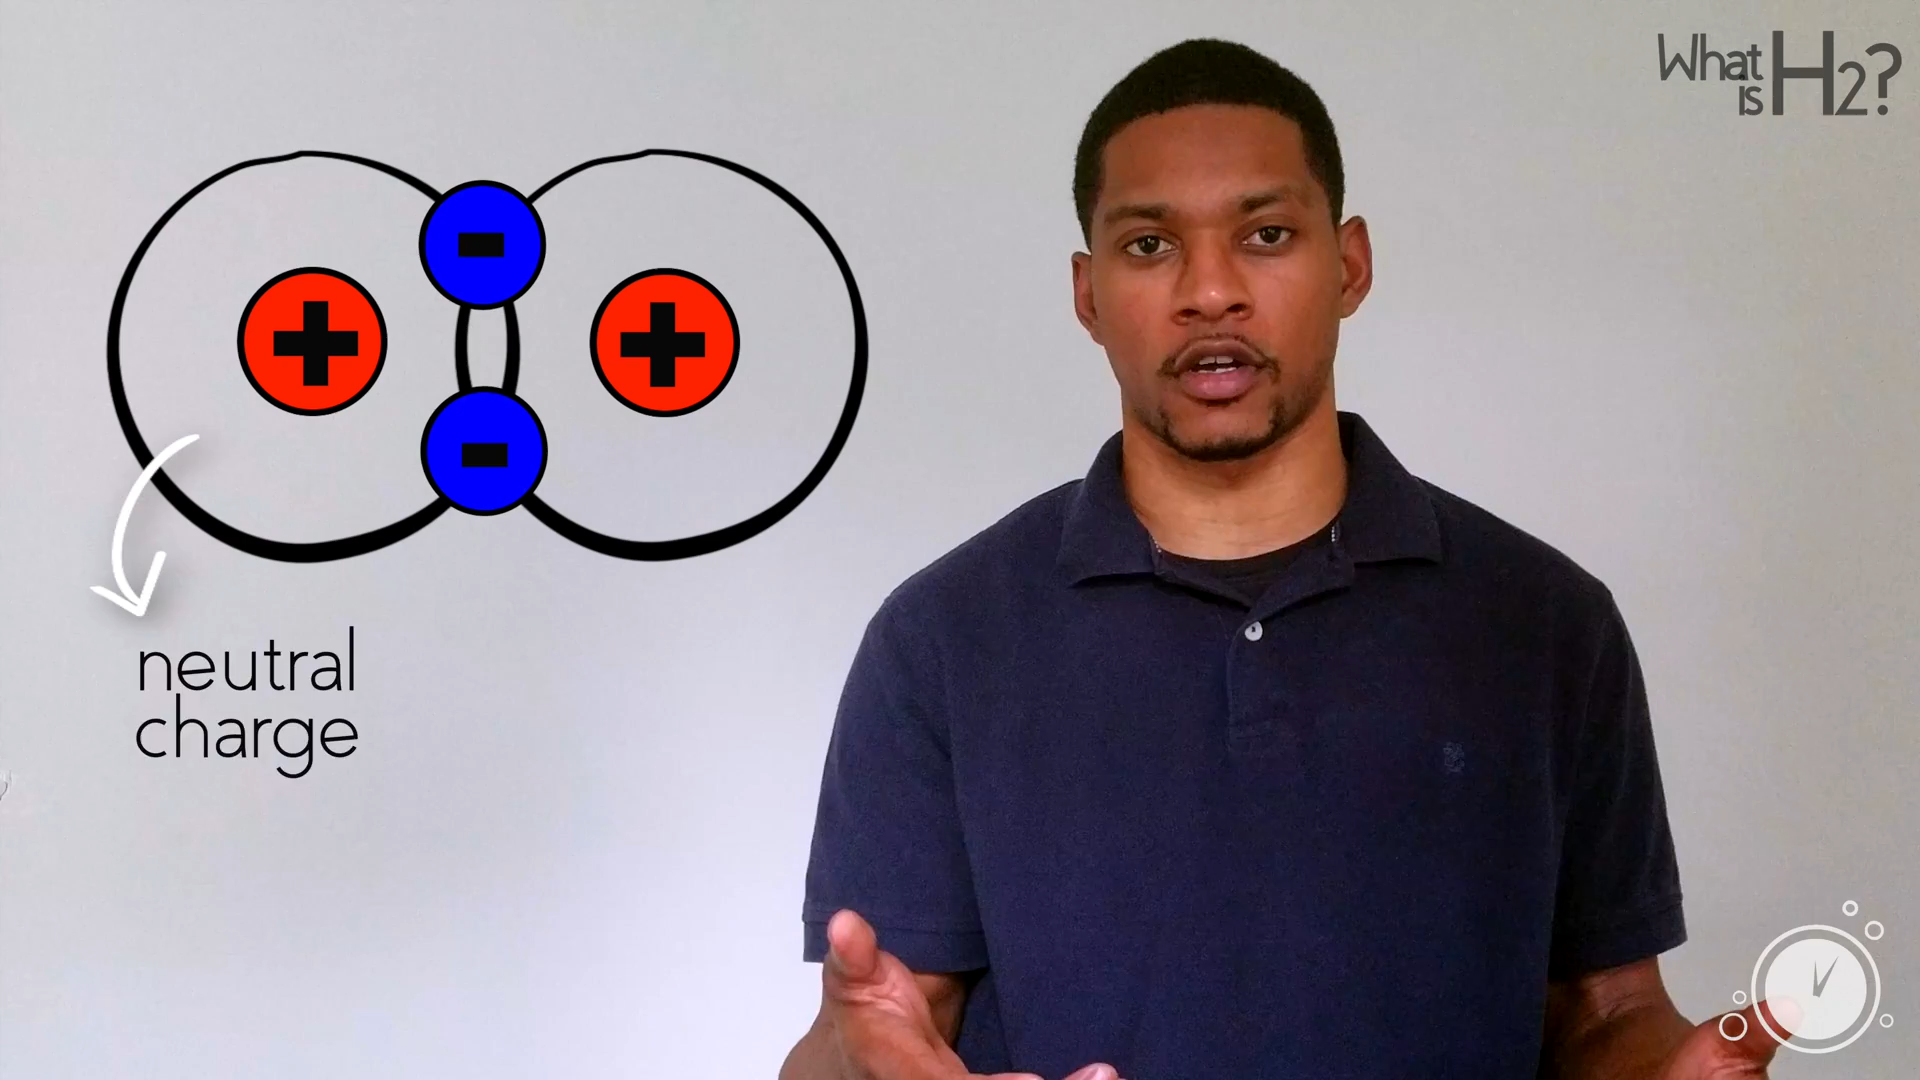 What
is H2?
+
+
-
-
neutral
charge